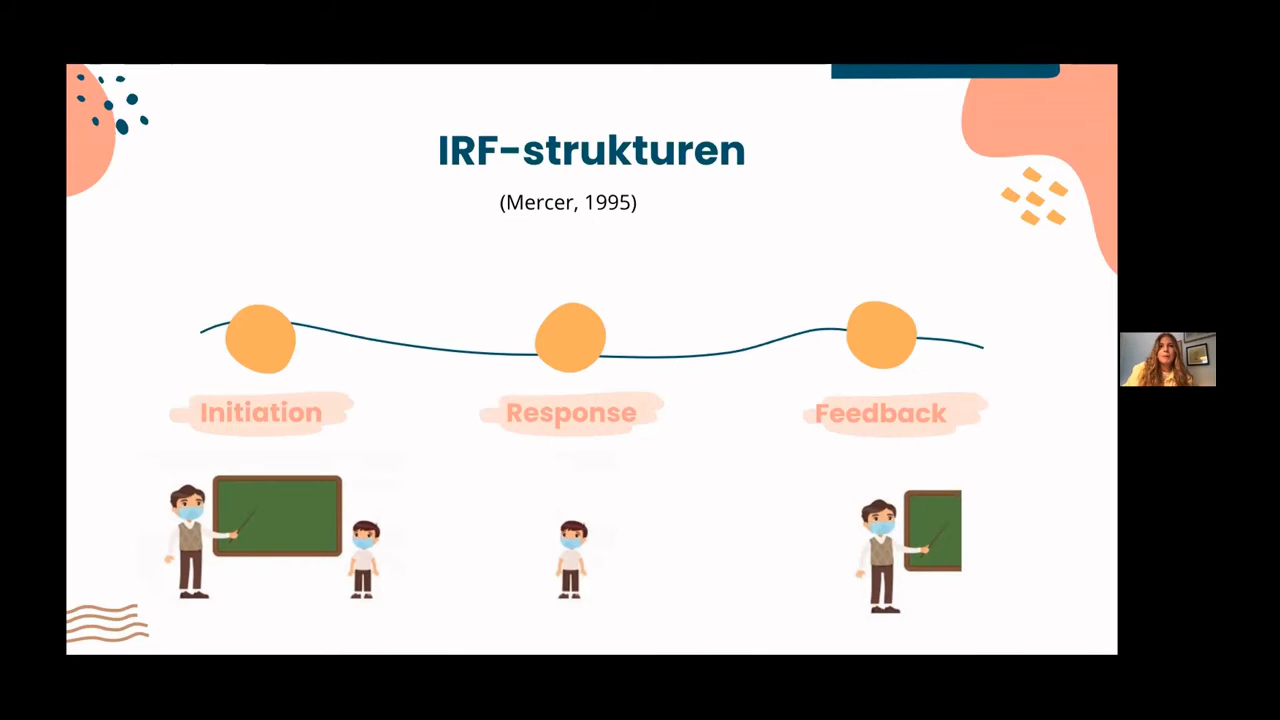 IRF-strukturen
(Mercer, 1995)
Initiation
Response
Feedback